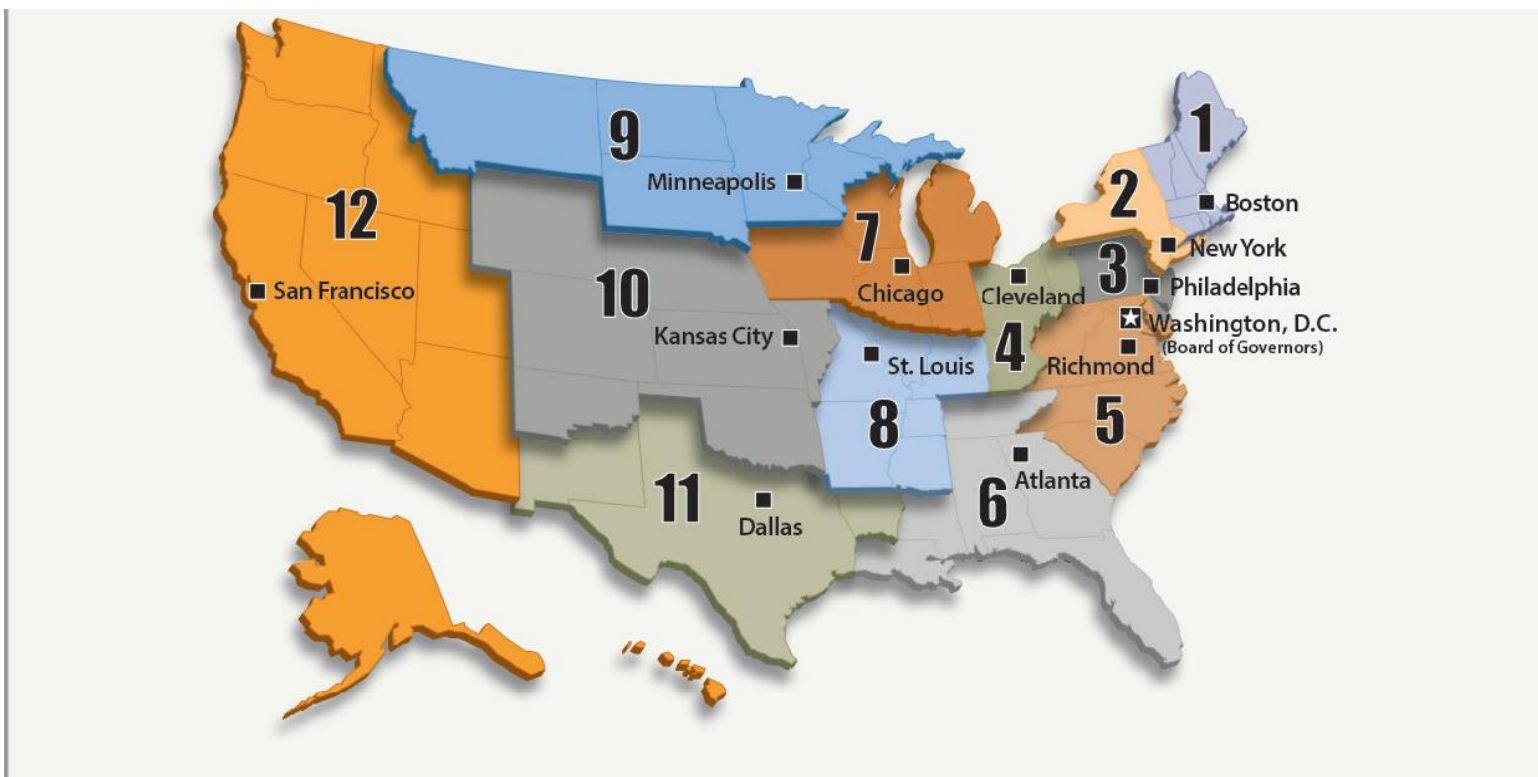 1
9
2
Minneapolis
12
7
Boston
New York
3
10
San Francisco
Chicago
Cleveland
Philadelphia
Washington, D.C.
(Board of Governors)
Kansas City
4
St. Louis
Richmond
8
5
Atlanta
11
6
Dallas